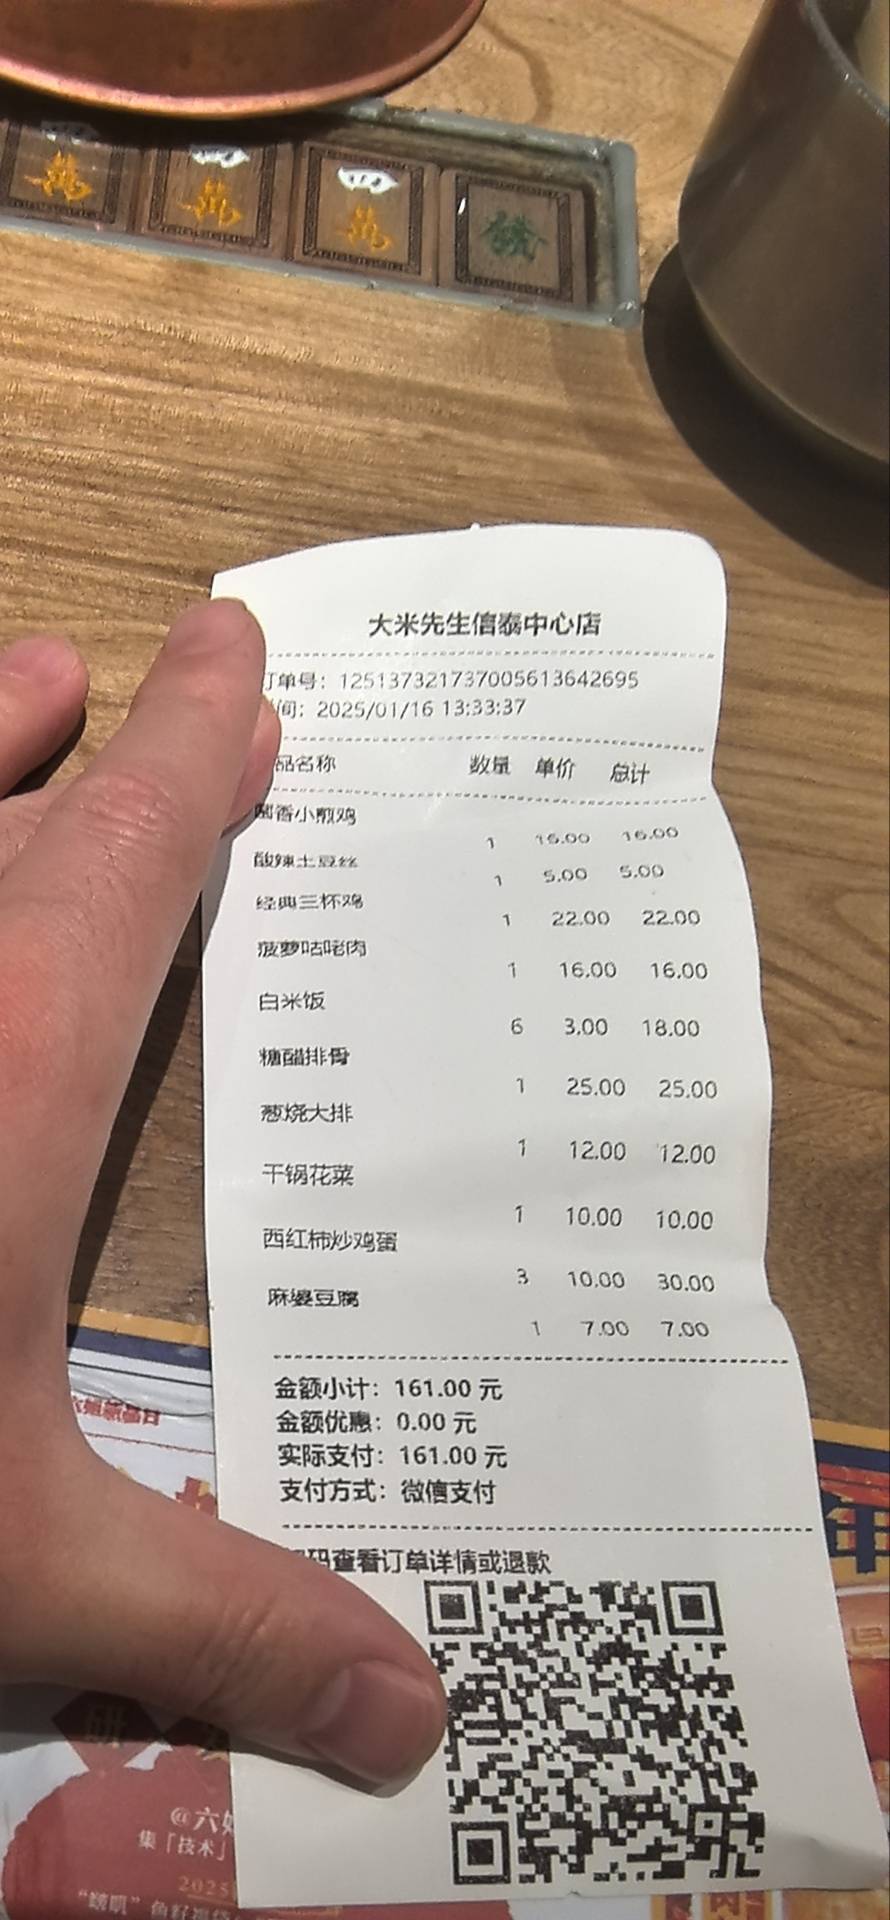 萬
萬
四
萬
發
大米先生信泰中心店
订单号：125137321737005613642695
间：2025/01/16 13:33:37
品名称 数量 单价 总计
香小煎鸡
1 16.00 16.00
酸辣土豆丝
1 5.00 5.00
经典三杯鸡
1 22.00 22.00
菠萝咕咾肉
1 16.00 16.00
白米饭
6 3.00 18.00
糖醋排骨
1 25.00 25.00
葱烧大排
1 12.00 12.00
干锅花菜
1 10.00 10.00
西红柿炒鸡蛋
3 10.00 30.00
麻婆豆腐
1 7.00 7.00
金额小计：161.00 元
金额优惠：0.00 元
实际支付：161.00 元
支付方式：微信支付
码查看订单详情或退款
研
@六
集「技术」
2025